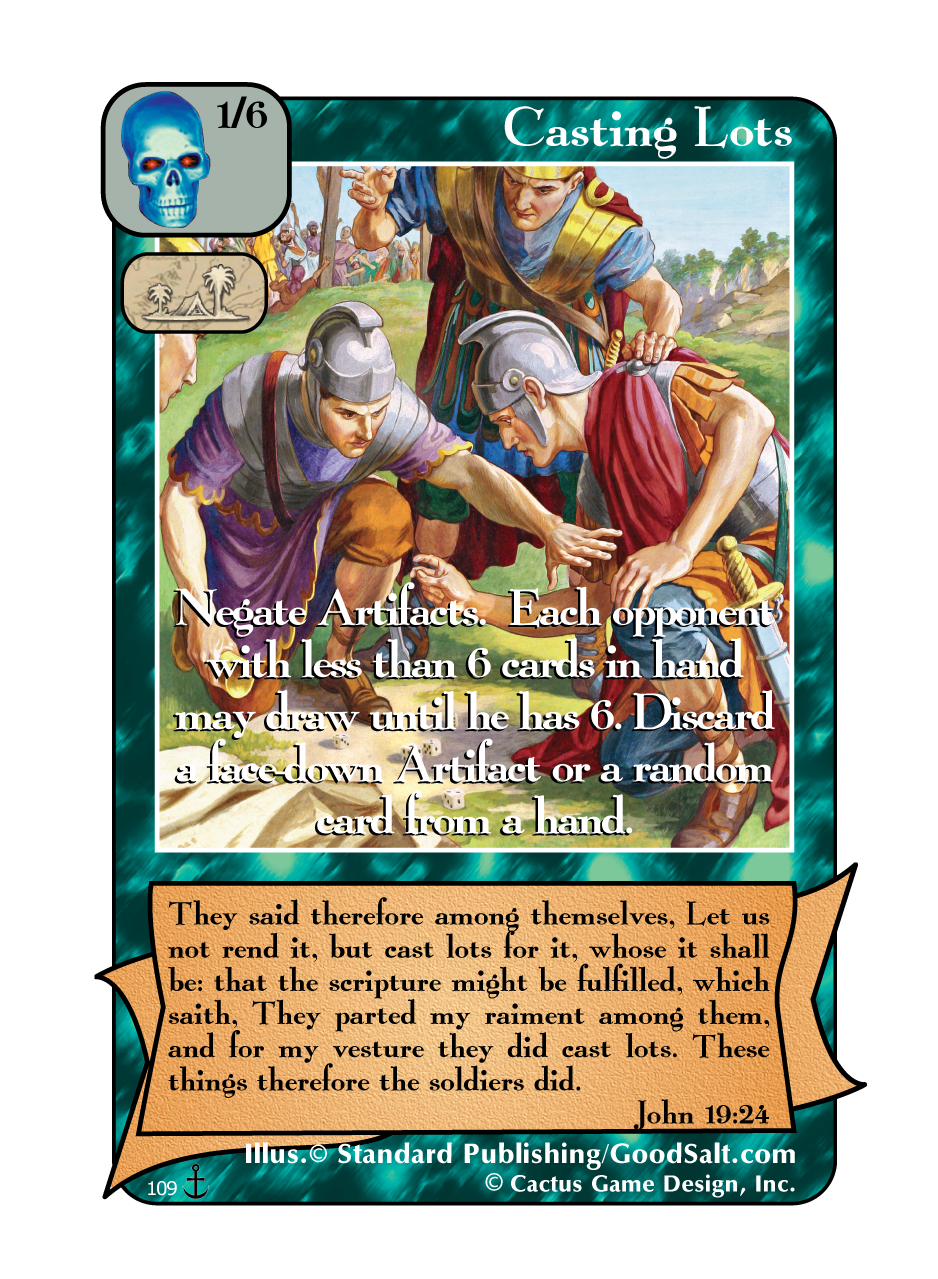 1/6
Casting Lots
Negate Artifacts. Each opponent
with less than 6 cards in hand
may draw until he has 6. Discard
a face-down Artifact or a random
card from a hand.
They said therefore among themselves, Let us
not rend it, but cast lots for it, whose it shall
be: that the scripture might be fulfilled, which
saith, They parted my raiment among them,
and for my vesture they did cast lots. These
things therefore the soldiers did.
John 19:24
Illus.© Standard Publishing/GoodSalt.com
109
© Cactus Game Design, Inc.